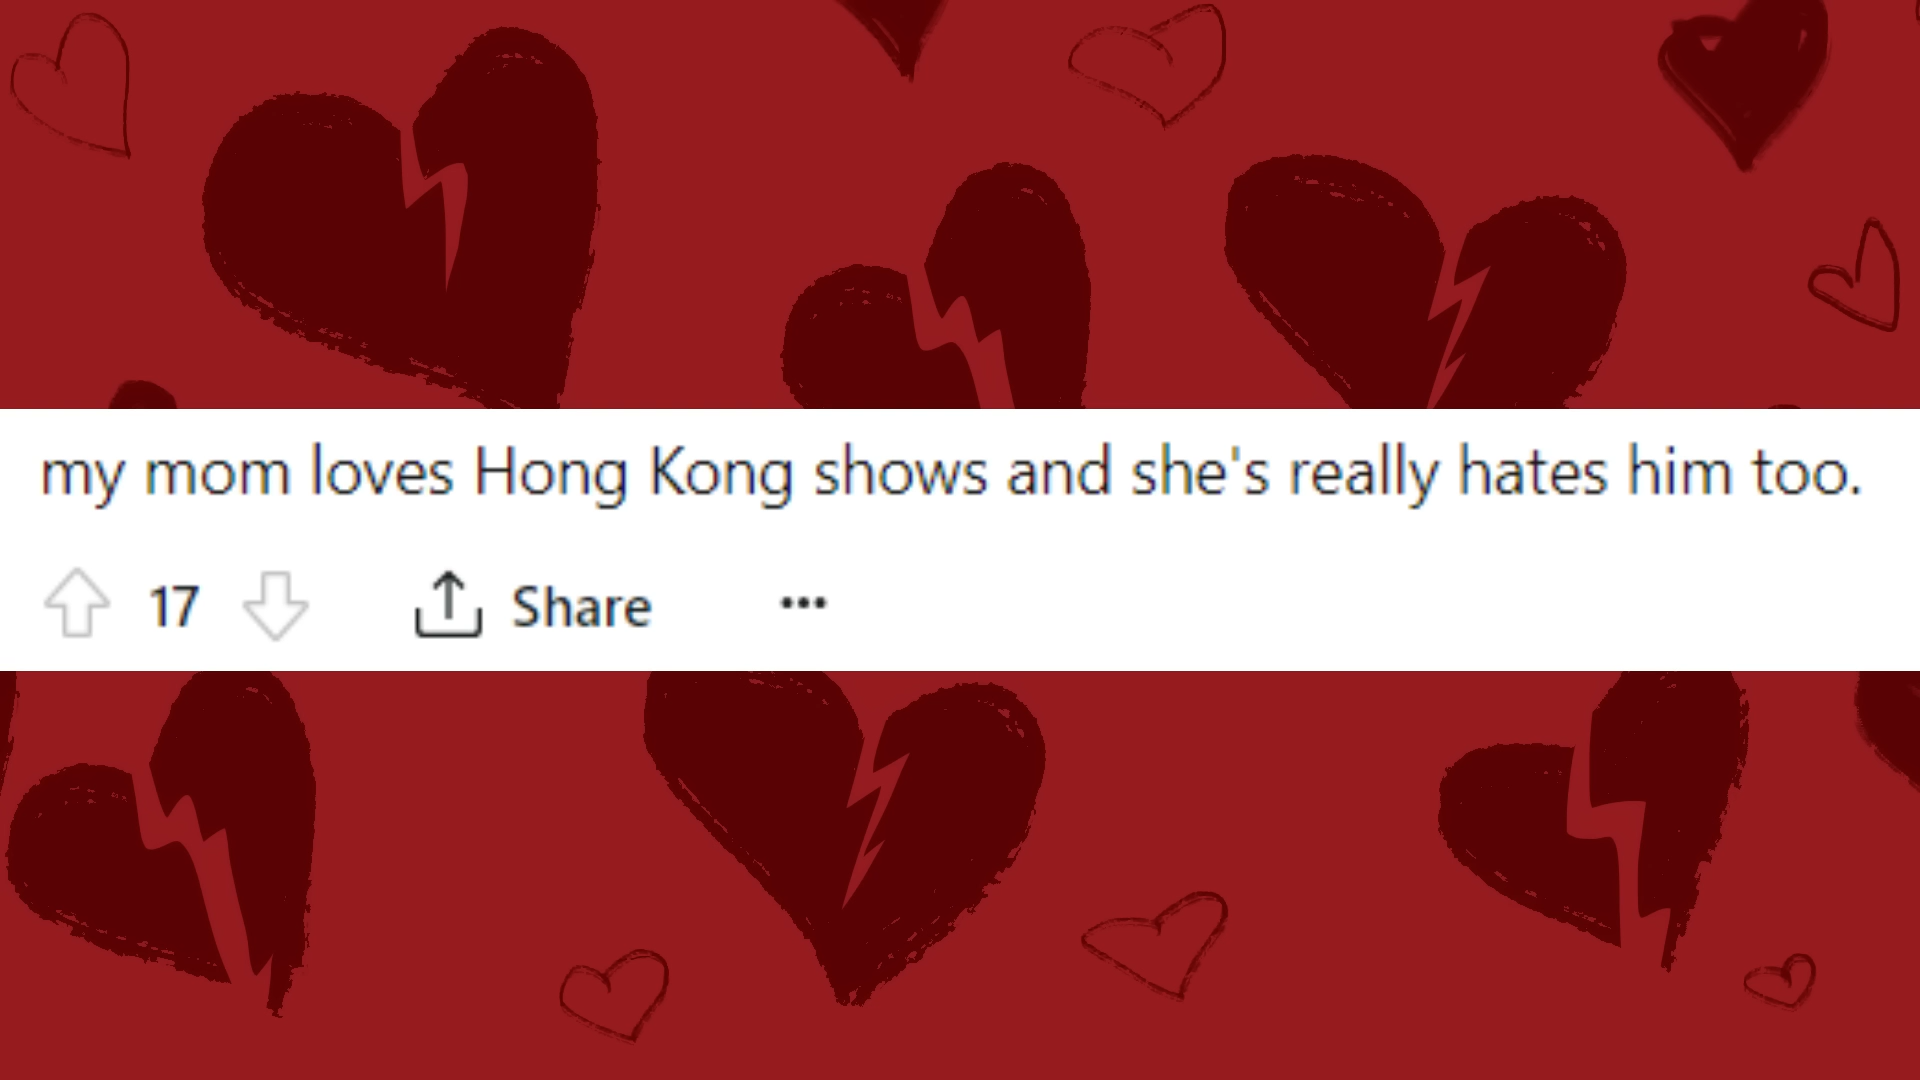 my mom loves Hong Kong shows and she's really hates him too.
17 Share ...